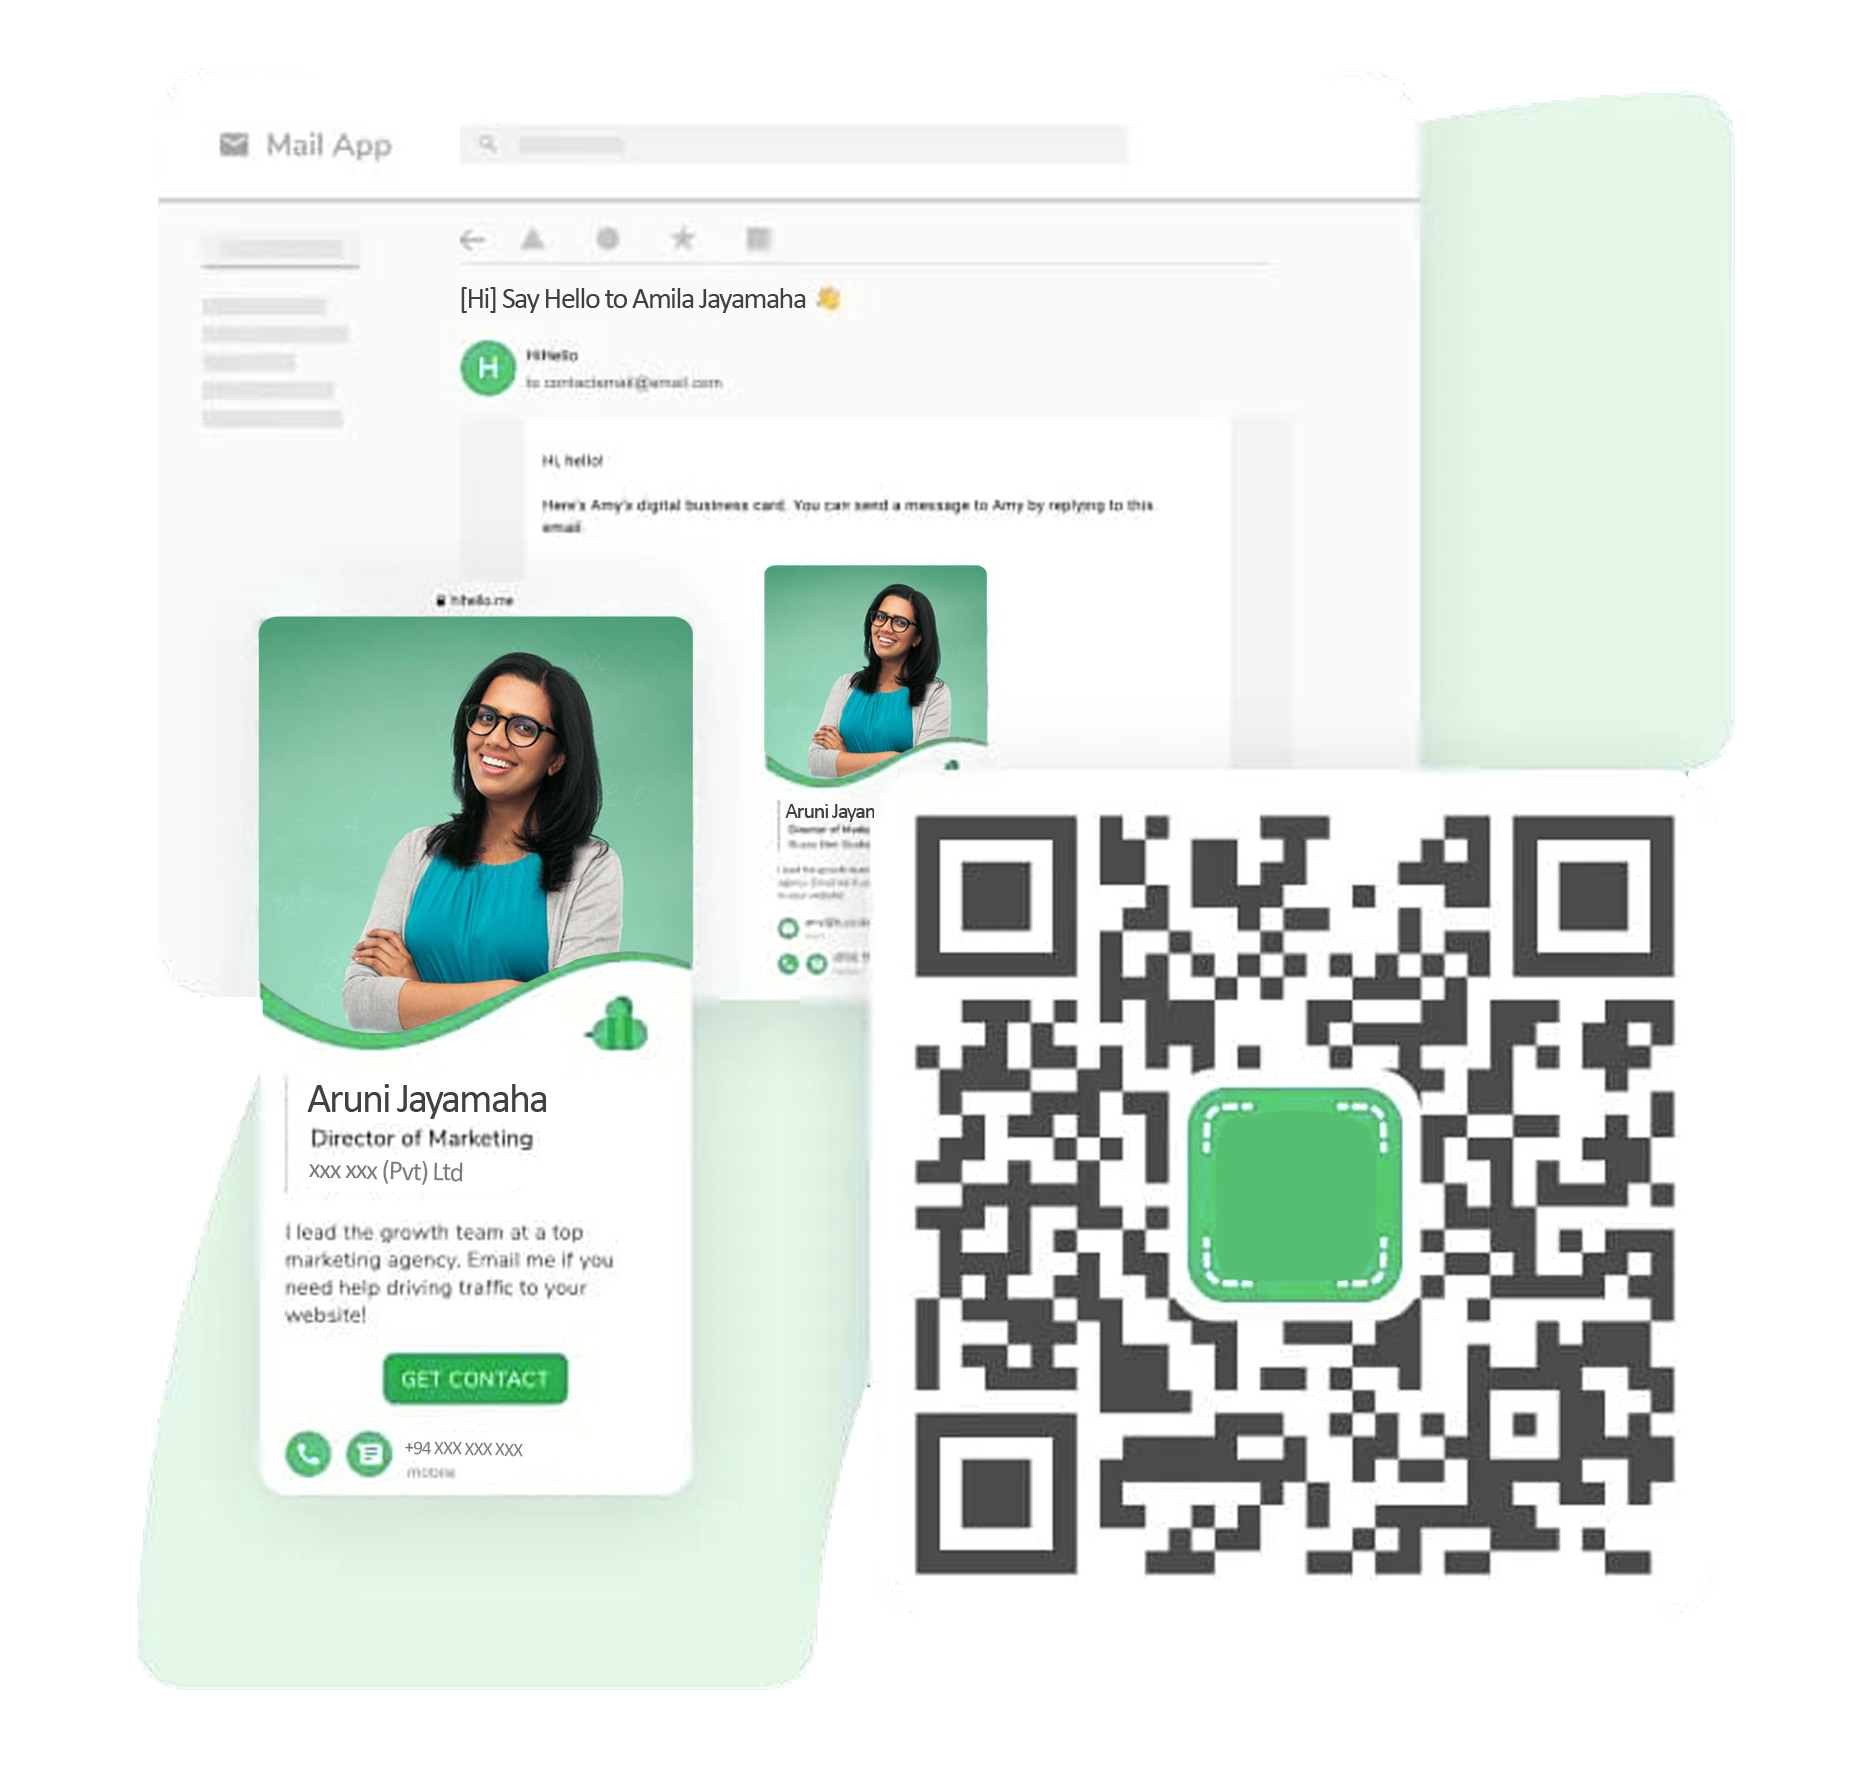 Mail App
[Hi] Say Hello to Amila Jayamaha 👋
H
HiHello
to contactemail@email.com
Hi, hello!
Here's Amy's digital business card. You can send a message to Amy by replying to this
email.
hihello.me
Aruni Jayamaha
Director of Marketing
xxx xxx (Pvt) Ltd
I lead the growth team at a top
marketing agency. Email me if you
need help driving traffic to your
website!
GET CONTACT
+94 XXX XXX XXX
mobile
Aruni Jayan
Director of